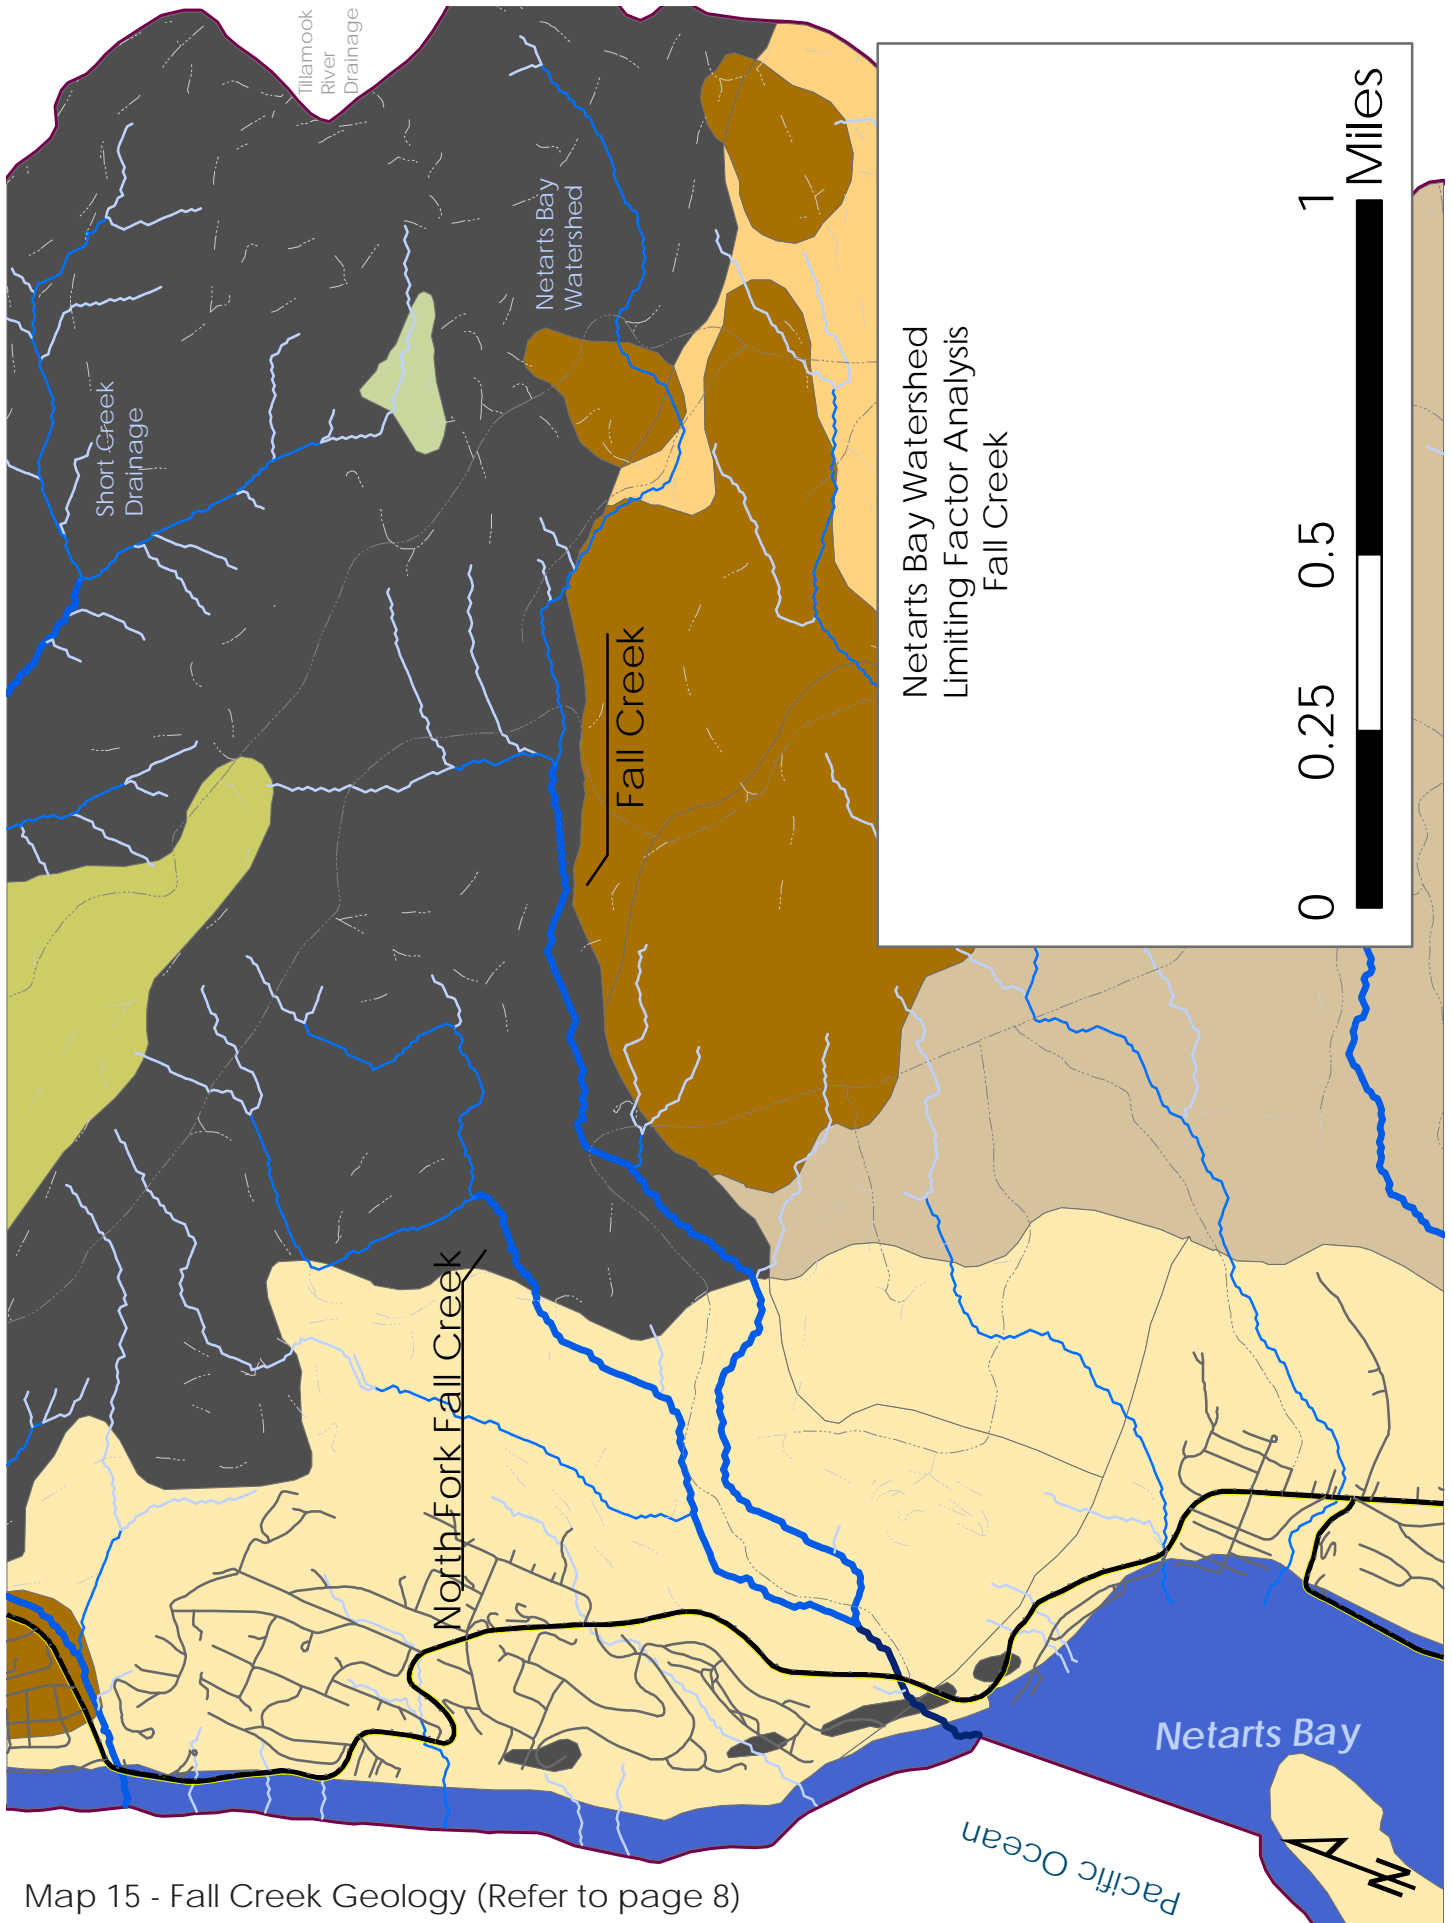 Tillamook
River
Drainage
Netarts Bay
Watershed
Short Creek
Drainage
Fall Creek
North Fork Fall Creek
Netarts Bay Watershed
Limiting Factor Analysis
Fall Creek
0 0.25 0.5 1 Miles
Netarts Bay
Pacific Ocean
N
Map 15 - Fall Creek Geology (Refer to page 8)